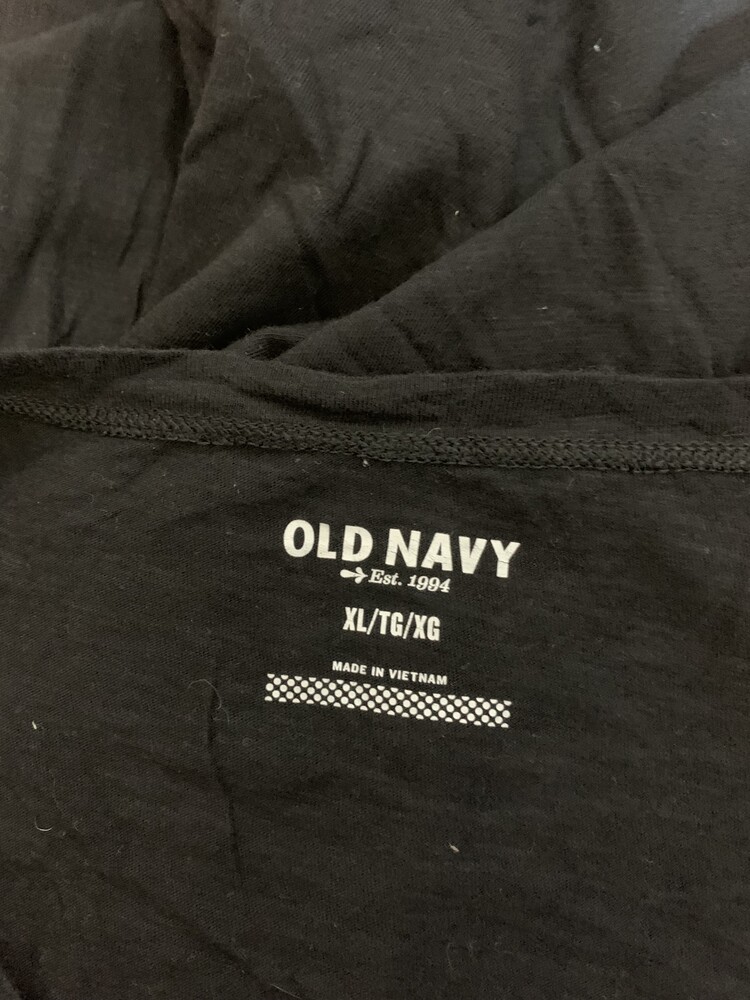 OLD NAVY
Est. 1994
XL/TG/XG
MADE IN VIETNAM